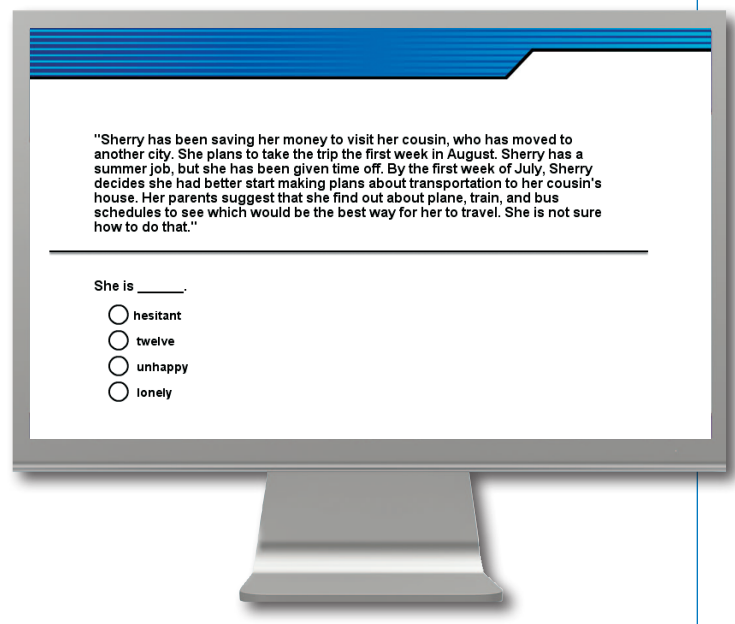 "Sherry has been saving her money to visit her cousin, who has moved to
another city. She plans to take the trip the first week in August. Sherry has a
summer job, but she has been given time off. By the first week of July, Sherry
decides she had better start making plans about transportation to her cousin's
house. Her parents suggest that she find out about plane, train, and bus
schedules to see which would be the best way for her to travel. She is not sure
how to do that."
She is ______.
hesitant
twelve
unhappy
lonely